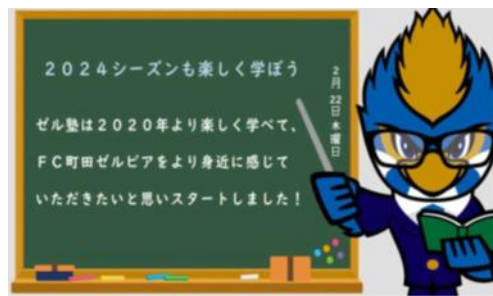 2024シーズンも楽しく学ぼう
2月22日木曜日
ゼル塾は2020年より楽しく学べて、
FC町田ゼルビアをより身近に感じて
いただきたいと思いスタートしました！